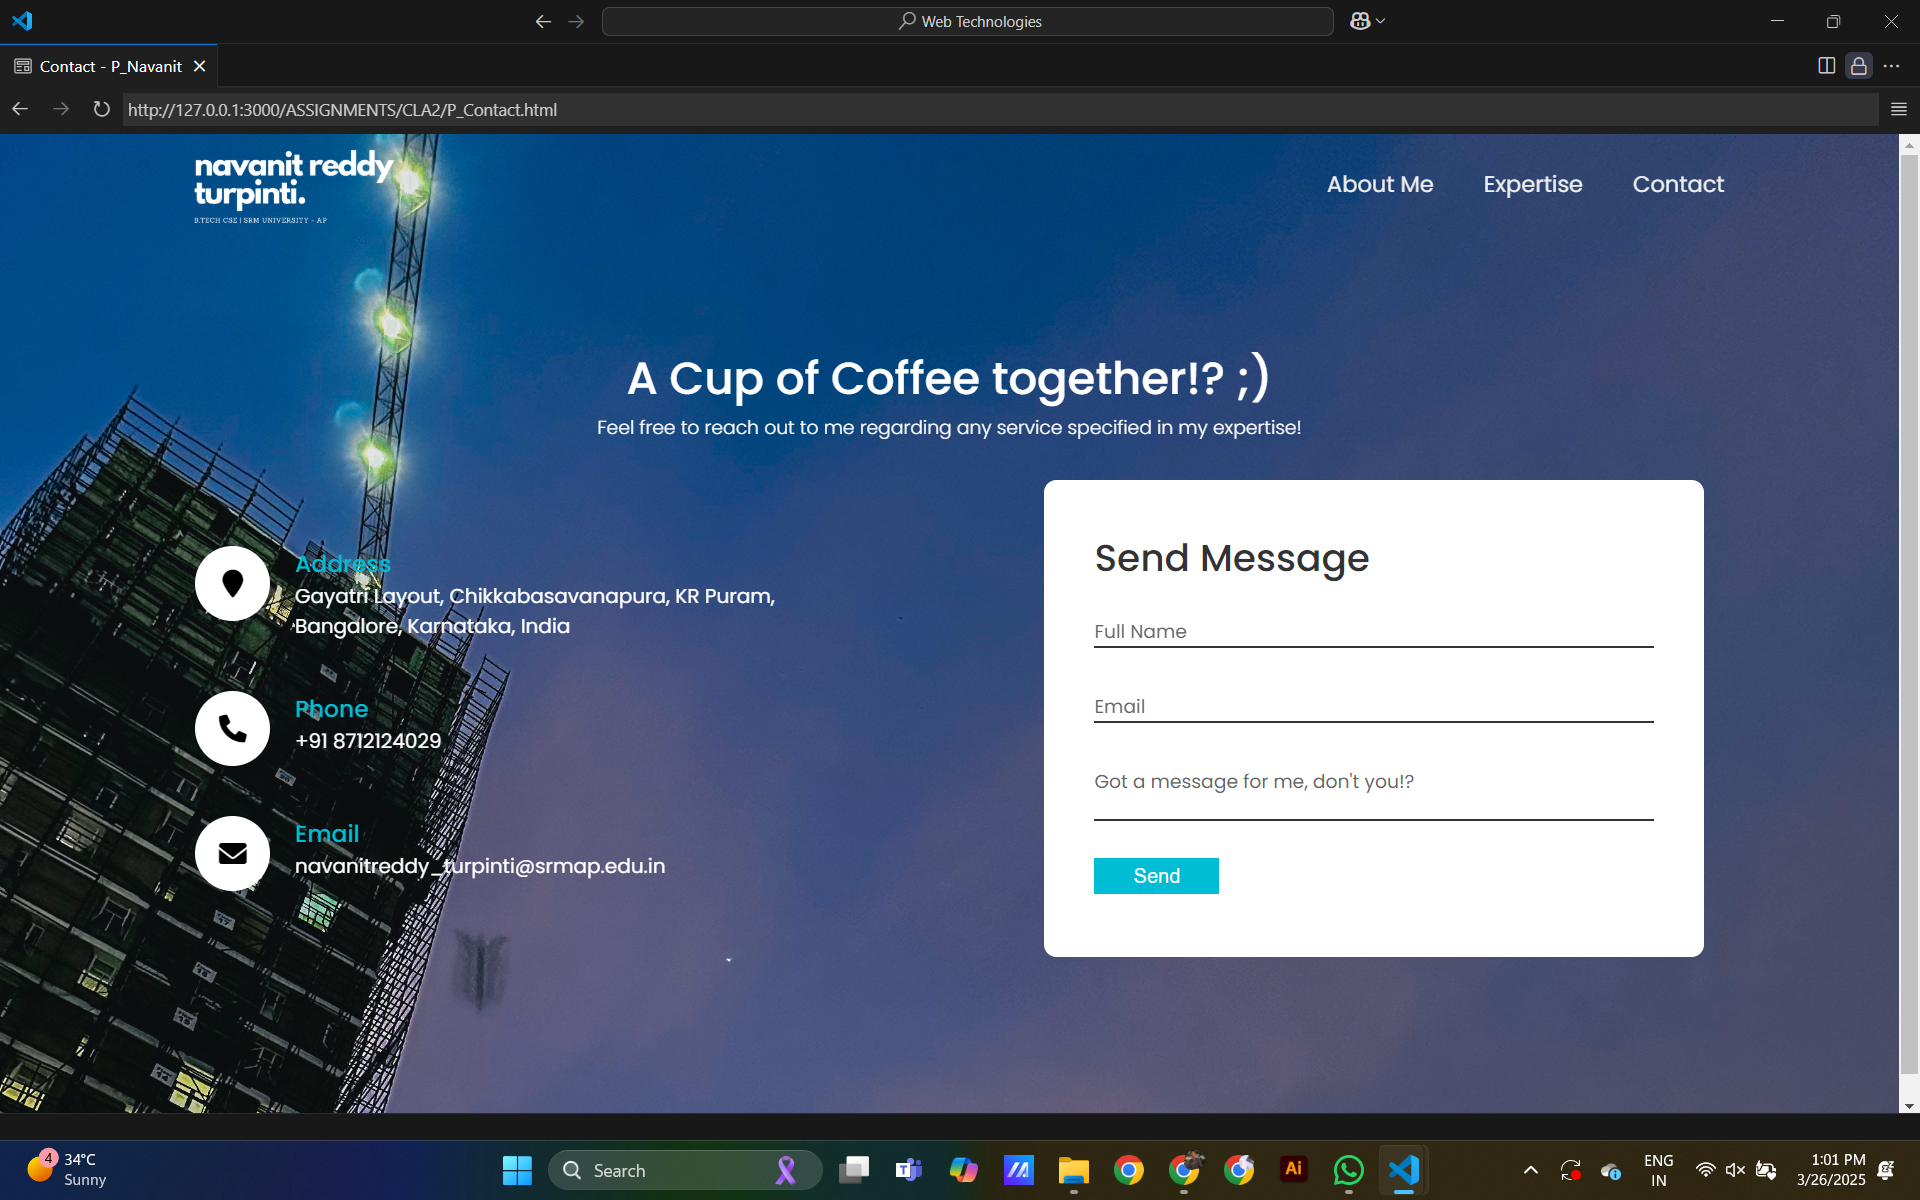 Web Technologies
Contact - P_Navanit
http://127.0.0.1:3000/ASSIGNMENTS/CLA2/P_Contact.html
navanit reddy
turpinti.
B.TECH CSE | SRM UNIVERSITY - AP
About Me
Expertise
Contact
A Cup of Coffee together!? ;)
Feel free to reach out to me regarding any service specified in my expertise!
Address
Gayatri Layout, Chikkabasavanapura, KR Puram,
Bangalore, Karnataka, India
Phone
+91 8712124029
Email
navanitreddy_turpinti@srmap.edu.in
Send Message
Full Name
Email
Got a message for me, don't you!?
Send
4
34°C
Sunny
Search
Ai
ENG
IN
1:01 PM
3/26/2025